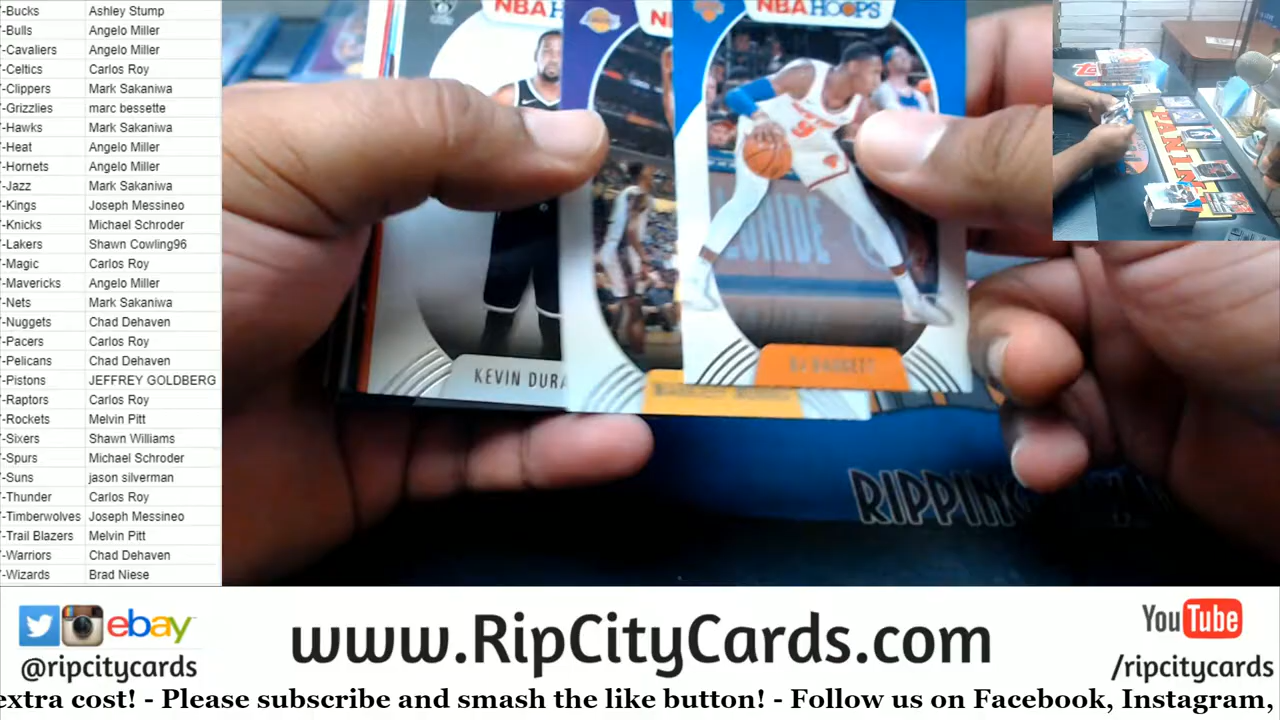 -Bucks Ashley Stump
-Bulls Angelo Miller
-Cavaliers Angelo Miller
-Celtics Carlos Roy
-Clippers Mark Sakaniwa
-Grizzlies marc bessette
-Hawks Mark Sakaniwa
-Heat Angelo Miller
-Hornets Angelo Miller
-Jazz Mark Sakaniwa
-Kings Joseph Messineo
-Knicks Michael Schroder
-Lakers Shawn Cowling96
-Magic Carlos Roy
-Mavericks Angelo Miller
-Nets Mark Sakaniwa
-Nuggets Chad Dehaven
-Pacers Carlos Roy
-Pelicans Chad Dehaven
-Pistons JEFFREY GOLDBERG
-Raptors Carlos Roy
-Rockets Melvin Pitt
-Sixers Shawn Williams
-Spurs Michael Schroder
-Suns jason silverman
-Thunder Carlos Roy
-Timberwolves Joseph Messineo
-Trail Blazers Melvin Pitt
-Warriors Chad Dehaven
-Wizards Brad Niese
NBA H
N
NBA HOOPS
KEVIN DURA
RJ BARRETT
PANINI
RIPPING
ebay
@ripcitycards
www.RipCityCards.com
YouTube
/ripcitycards
extra cost! - Please subscribe and smash the like button! - Follow us on Facebook, Instagram,